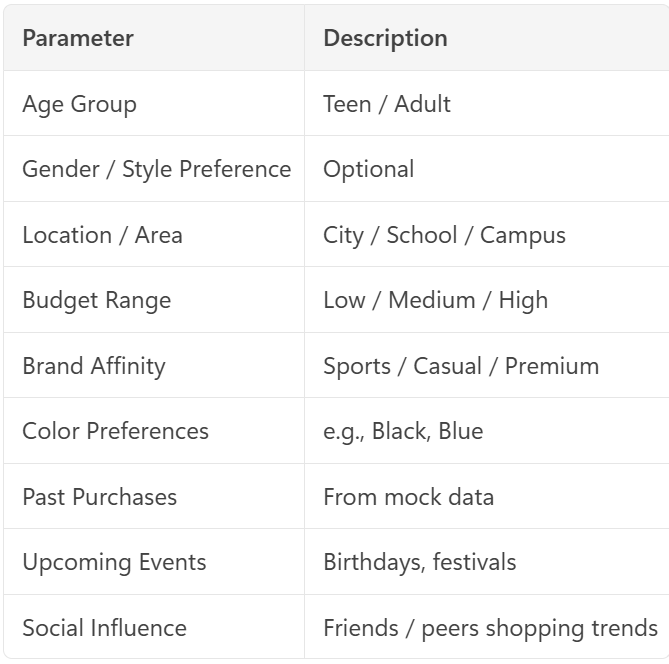 Parameter Description
Age Group Teen / Adult
Gender / Style Preference Optional
Location / Area City / School / Campus
Budget Range Low / Medium / High
Brand Affinity Sports / Casual / Premium
Color Preferences e.g., Black, Blue
Past Purchases From mock data
Upcoming Events Birthdays, festivals
Social Influence Friends / peers shopping trends